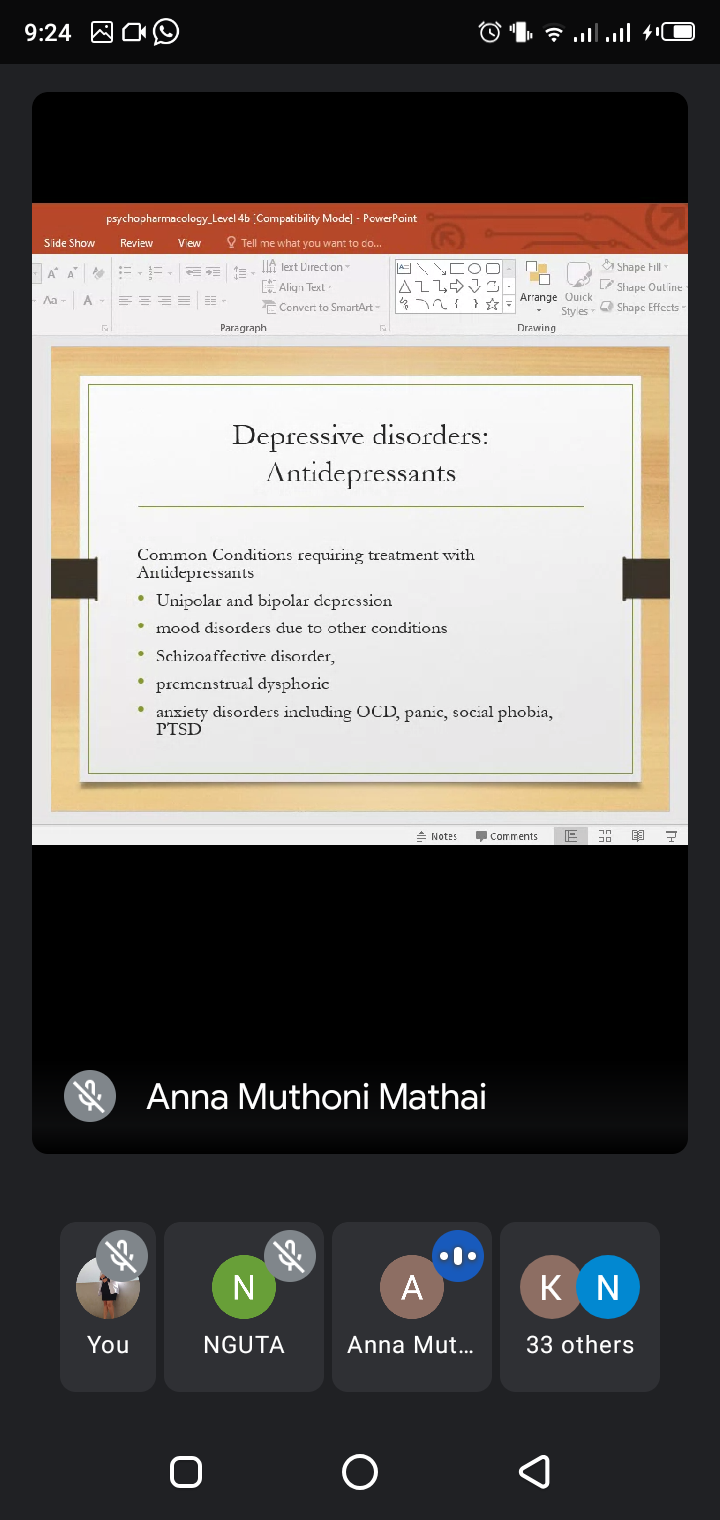 9:24
psychopharmacology_Level 4b [Compatibility Mode] - PowerPoint
Slide Show Review View Tell me what you want to do...
Text Direction
Align Text
Convert to SmartArt
Aa A
Paragraph
Arrange
Quick Styles
Shape Fill
Shape Outline
Shape Effects
Drawing
Depressive disorders:
Antidepressants
Common Conditions requiring treatment with
Antidepressants
• Unipolar and bipolar depression
• mood disorders due to other conditions
• Schizoaffective disorder,
• premenstrual dysphoric
• anxiety disorders including OCD, panic, social phobia,
PTSD
Notes Comments
Anna Muthoni Mathai
N A K N
You NGUTA Anna Mut... 33 others